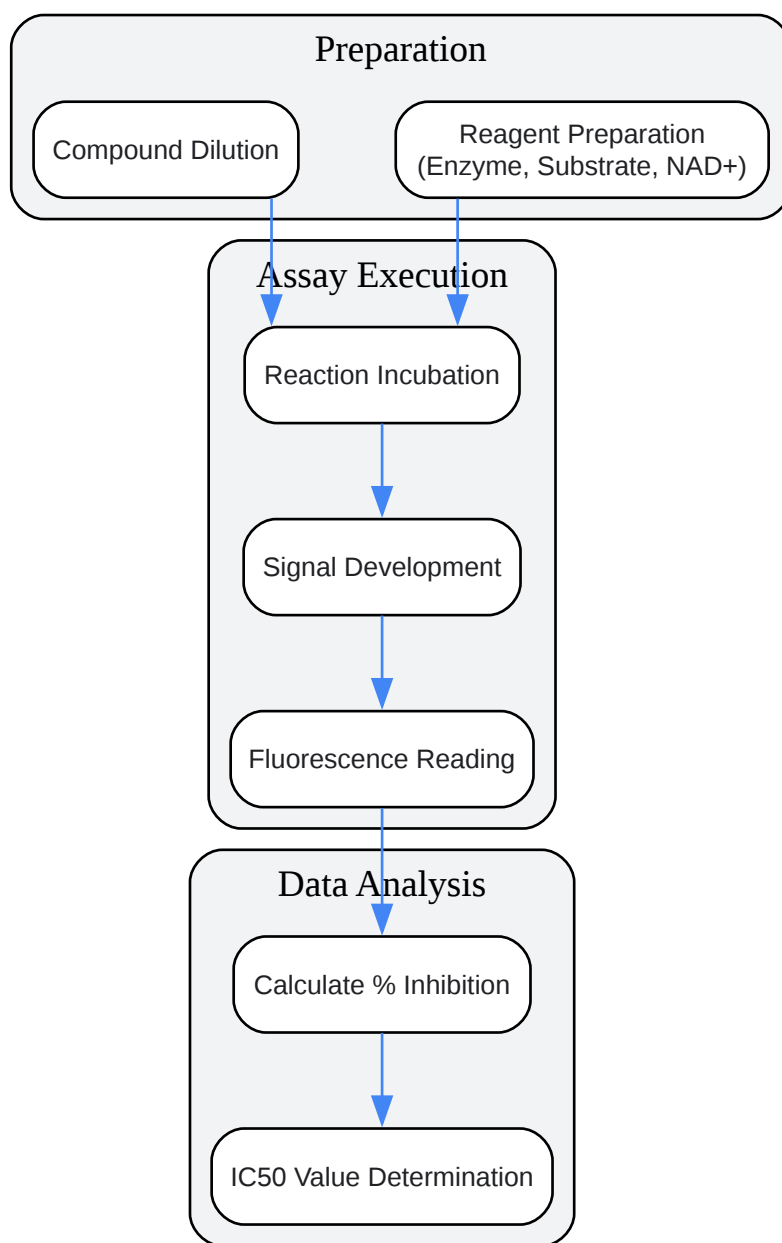 Preparation
Compound Dilution
Reagent Preparation
(Enzyme, Substrate, NAD+)
Assay Execution
Reaction Incubation
Signal Development
Fluorescence Reading
Data Analysis
Calculate % Inhibition
IC50 Value Determination